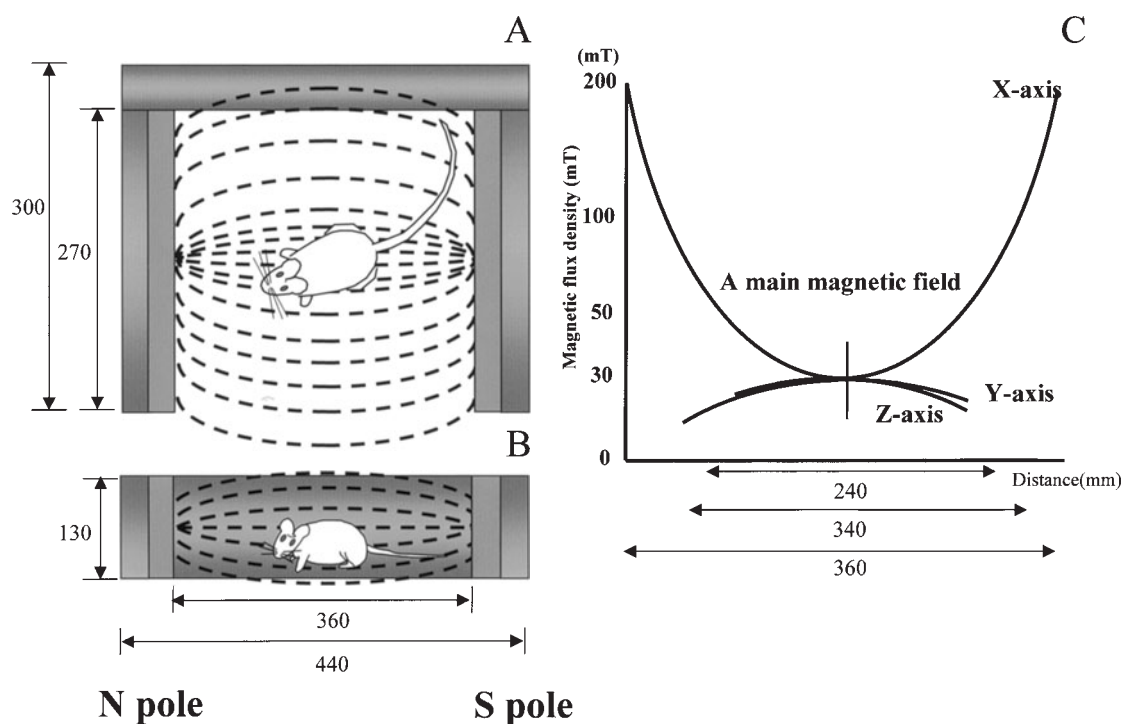 A
300
270
B
130
360
440
N pole
S pole
C
(mT)
200
X-axis
Magnetic flux density (mT)
100
A main magnetic field
50
30
Y-axis
Z-axis
0
Distance(mm)
240
340
360